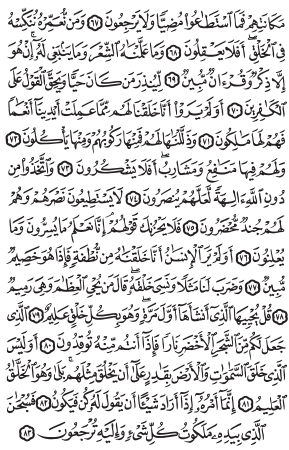 مَكَانَتِهِمْ فَمَا ٱسْتَطَٰعُوا۟ مُضِيًّا وَلَا يَرْجِعُونَ ٦٧ وَمَن نُّعَمِّرْهُ نُنَكِّسْهُ
فِي ٱلْخَلْقِ ۖ أَفَلَا يَعْقِلُونَ ٦٨ وَمَا عَلَّمْنَٰهُ ٱلشِّعْرَ وَمَا يَنۢبَغِي لَهُۥٓ ۚ إِنْ هُوَ
إِلَّا ذِكْرٌ وَقُرْءَانٌ مُّبِينٌ ٦٩ لِّيُنذِرَ مَن كَانَ حَيًّا وَيَحِقَّ ٱلْقَوْلُ عَلَى
ٱلْكَٰفِرِينَ ٧٠ أَوَلَمْ يَرَوْا۟ أَنَّا خَلَقْنَا لَهُم مِّمَّا عَمِلَتْ أَيْدِينَآ أَنْعَٰمًا
فَهُمْ لَهَا مَٰلِكُونَ ٧١ وَذَلَّلْنَٰهَا لَهُمْ فَمِنْهَا رَكُوبُهُمْ وَمِنْهَا يَأْكُلُونَ ٧٢
وَلَهُمْ فِيهَا مَنَٰفِعُ وَمَشَارِبُ ۖ أَفَلَا يَشْكُرُونَ ٧٣ وَٱتَّخَذُوا۟ مِن
دُونِ ٱللَّهِ ءَالِهَةً لَّعَلَّهُمْ يُنصَرُونَ ٧٤ لَا يَسْتَطِيعُونَ نَصْرَهُمْ وَهُمْ
لَهُمْ جُندٌ مُّحْضَرُونَ ٧٥ فَلَا يَحْزُنكَ قَوْلُهُمْ ۘ إِنَّا نَعْلَمُ مَا يُسِرُّونَ وَمَا
يُعْلِنُونَ ٧٦ أَوَلَمْ يَرَ ٱلْإِنسَٰنُ أَنَّا خَلَقْنَٰهُ مِن نُّطْفَةٍ فَإِذَا هُوَ خَصِيمٌ
مُّبِينٌ ٧٧ وَضَرَبَ لَنَا مَثَلًا وَنَسِيَ خَلْقَهُۥ ۖ قَالَ مَن يُحْيِ ٱلْعِظَٰمَ وَهِيَ رَمِيمٌ
٧٨ قُلْ يُحْيِيهَا ٱلَّذِيٓ أَنشَأَهَآ أَوَّلَ مَرَّةٍ ۖ وَهُوَ بِكُلِّ خَلْقٍ عَلِيمٌ ٧٩ ٱلَّذِي
جَعَلَ لَكُم مِّنَ ٱلشَّجَرِ ٱلْأَخْضَرِ نَارًا فَإِذَآ أَنتُم مِّنْهُ تُوقِدُونَ ٨٠ أَوَلَيْسَ
ٱلَّذِي خَلَقَ ٱلسَّمَٰوَٰتِ وَٱلْأَرْضَ بِقَٰدِرٍ عَلَىٰٓ أَن يَخْلُقَ مِثْلَهُم ۚ بَلَىٰ وَهُوَ ٱلْخَلَّٰقُ
ٱلْعَلِيمُ ٨١ إِنَّمَآ أَمْرُهُۥٓ إِذَآ أَرَادَ شَيْـًٔا أَن يَقُولَ لَهُۥ كُن فَيَكُونُ ٨٢ فَسُبْحَٰنَ
ٱلَّذِي بِيَدِهِۦ مَلَكُوتُ كُلِّ شَيْءٍ وَإِلَيْهِ تُرْجَعُونَ ٨٣